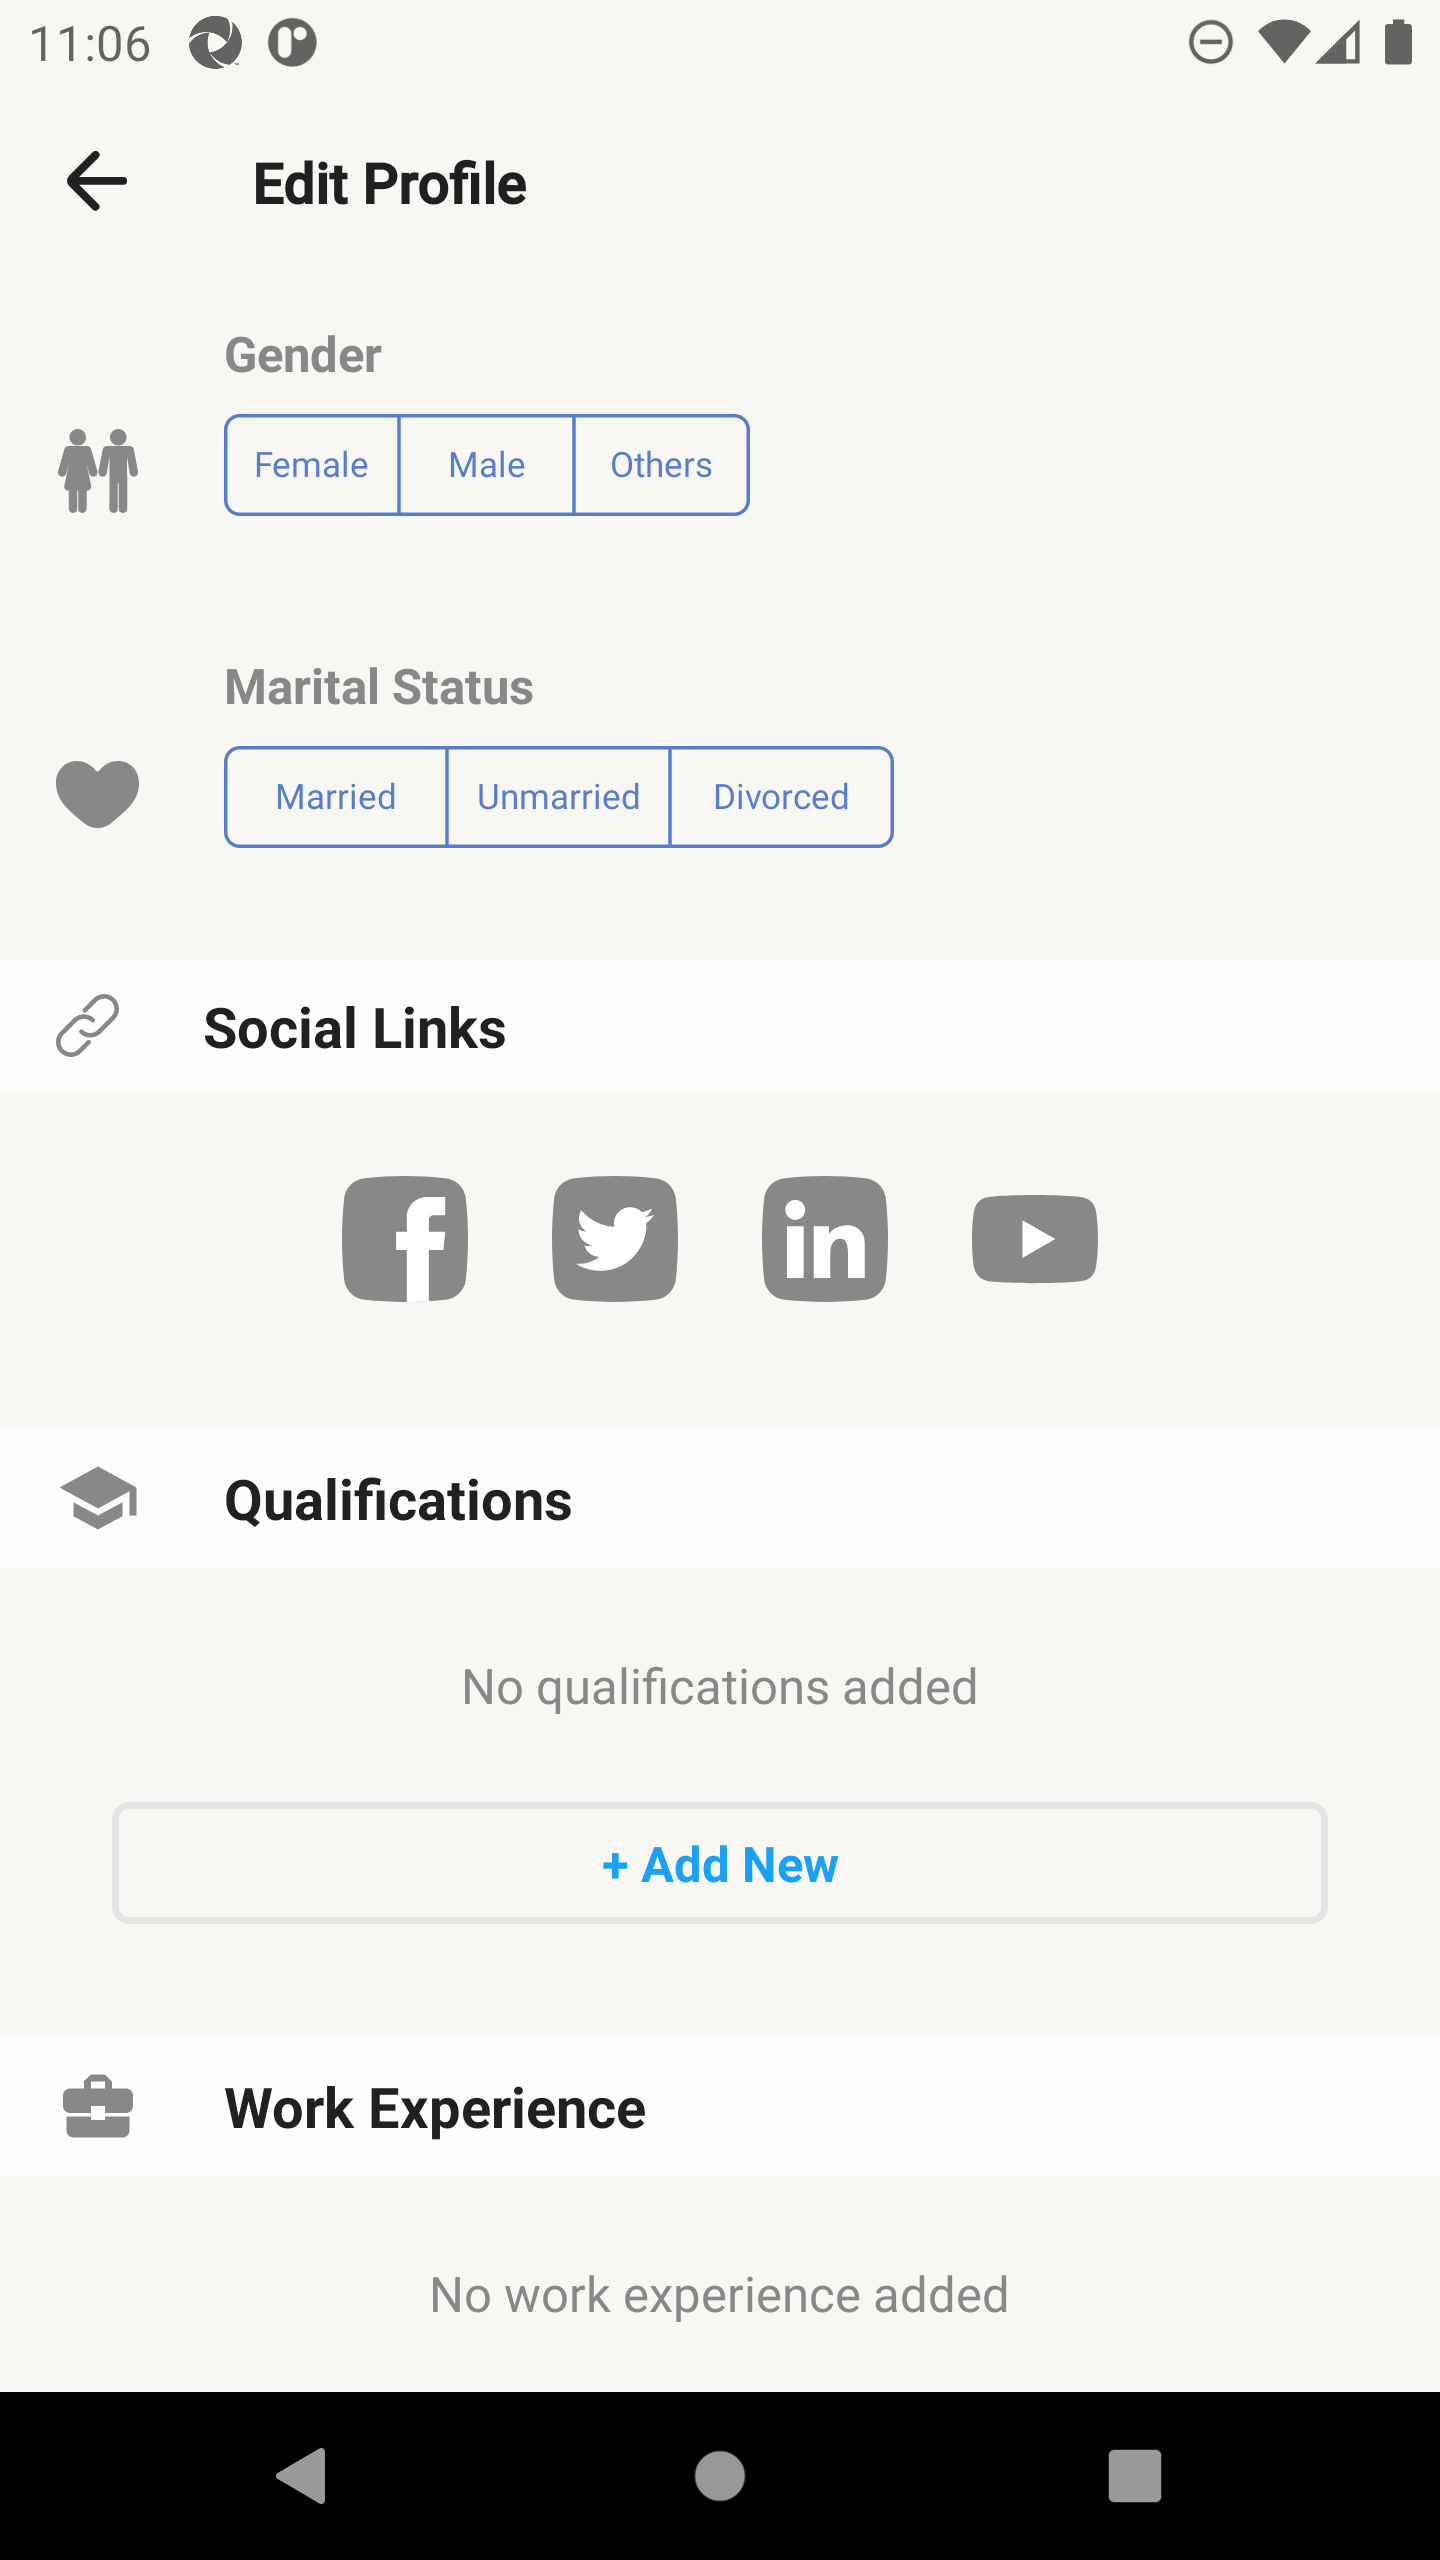 11:06
Edit Profile
Gender
Female Male Others
Marital Status
Married Unmarried Divorced
Social Links
Qualifications
No qualifications added
+ Add New
Work Experience
No work experience added